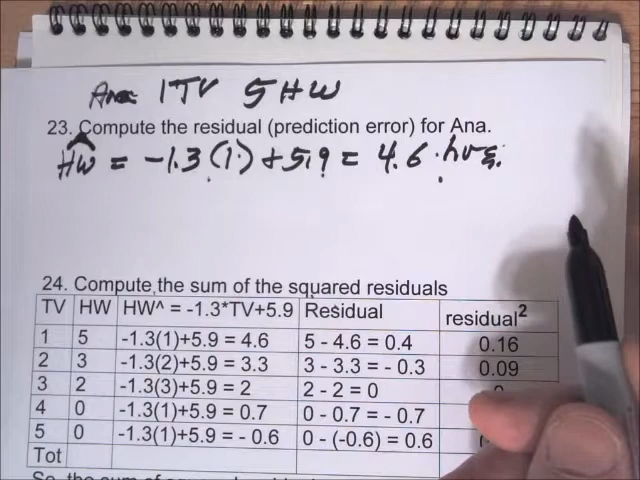 Ana: 1TV 5 HW
23. Compute the residual (prediction error) for Ana.
HW = -1.3 (1) + 5.9 = 4.6 hrs.
24. Compute the sum of the squared residuals
TV HW HW^ = -1.3*TV+5.9 Residual residual²
1 5 -1.3(1)+5.9 = 4.6 5 - 4.6 = 0.4 0.16
2 3 -1.3(2)+5.9 = 3.3 3 - 3.3 = - 0.3 0.09
3 2 -1.3(3)+5.9 = 2 2 - 2 = 0
4 0 -1.3(1)+5.9 = 0.7 0 - 0.7 = - 0.7
5 0 -1.3(1)+5.9 = - 0.6 0 - (-0.6) = 0.6
Tot